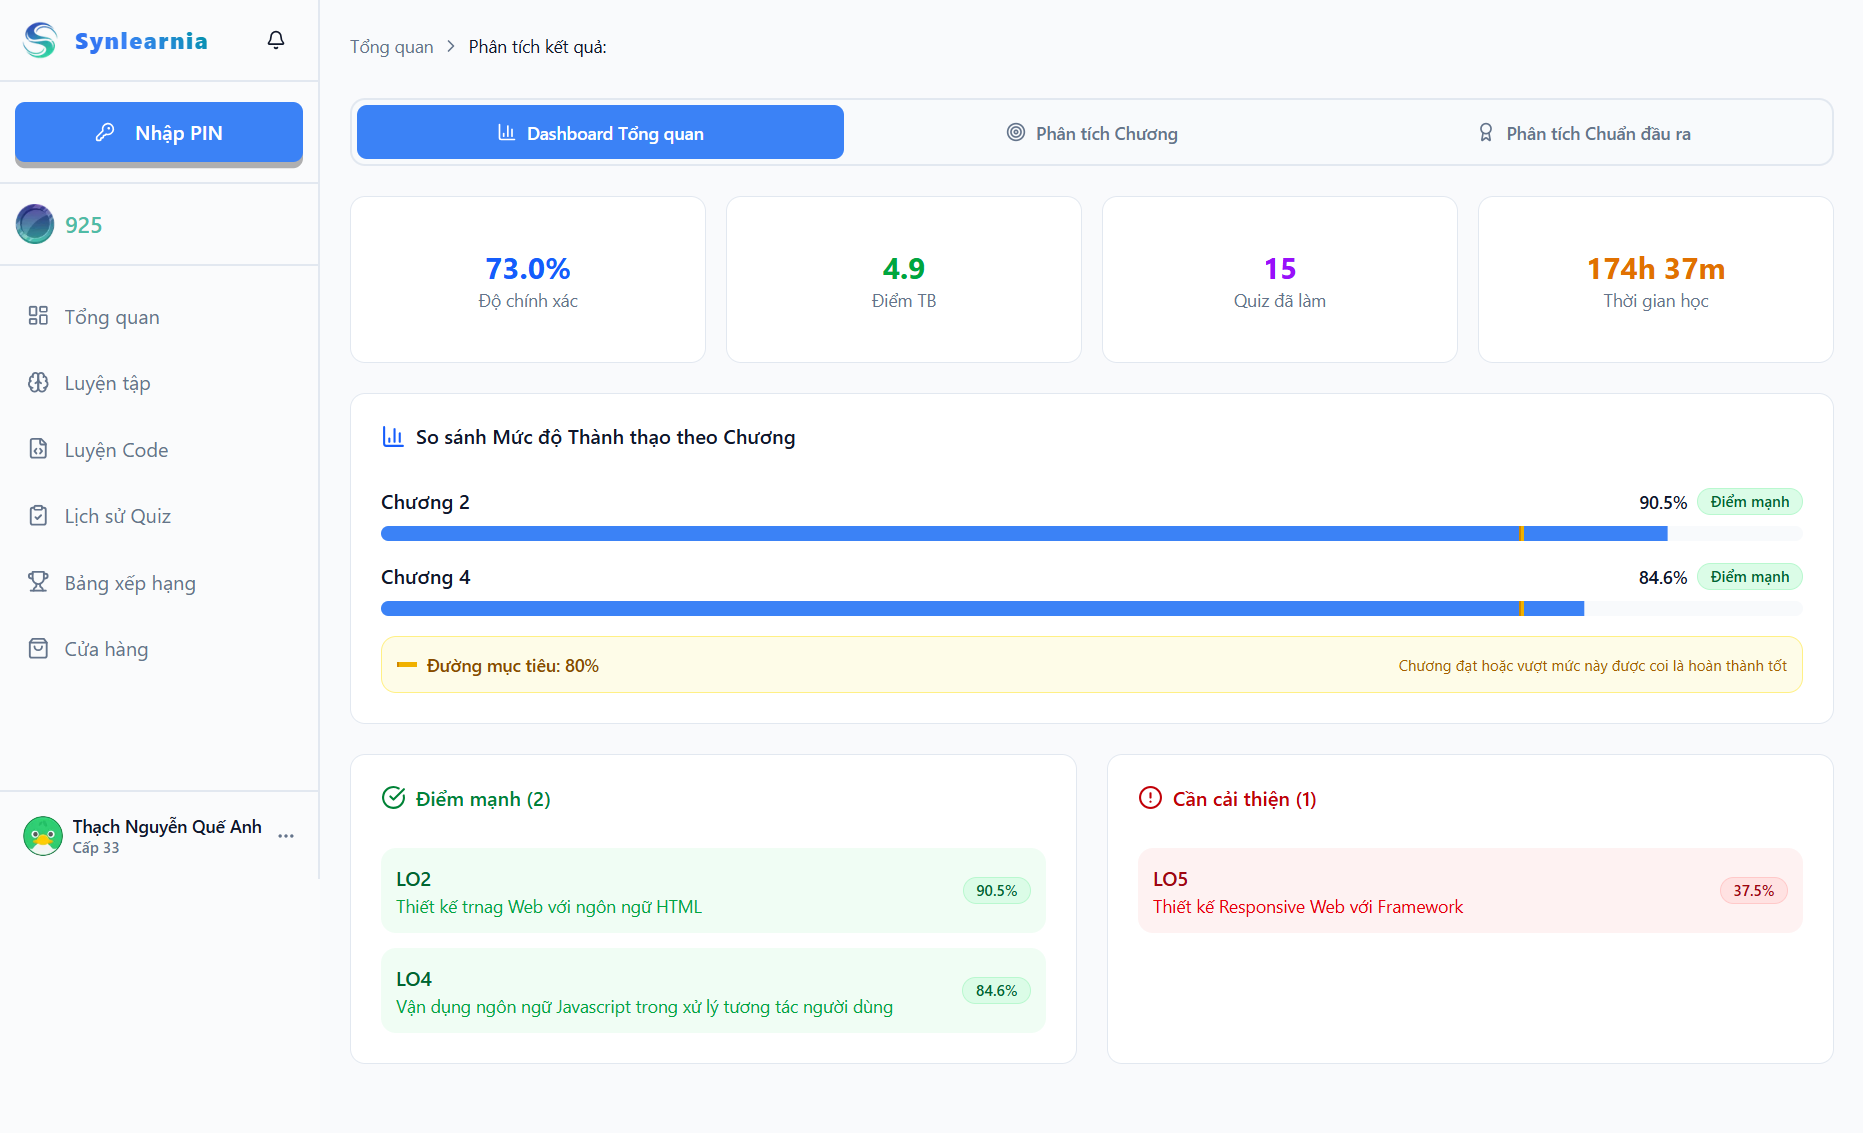 Synlearnia
Nhập PIN
925
Tổng quan
Luyện tập
Luyện Code
Lịch sử Quiz
Bảng xếp hạng
Cửa hàng
Thạch Nguyễn Quế Anh
Cấp 33
Tổng quan > Phân tích kết quả:
Dashboard Tổng quan
Phân tích Chương
Phân tích Chuẩn đầu ra
73.0%
Độ chính xác
4.9
Điểm TB
15
Quiz đã làm
174h 37m
Thời gian học
So sánh Mức độ Thành thạo theo Chương
Chương 2 90.5% Điểm mạnh
Chương 4 84.6% Điểm mạnh
Đường mục tiêu: 80% Chương đạt hoặc vượt mức này được coi là hoàn thành tốt
Điểm mạnh (2)
LO2
Thiết kế trnag Web với ngôn ngữ HTML
90.5%
LO4
Vận dụng ngôn ngữ Javascript trong xử lý tương tác người dùng
84.6%
Cần cải thiện (1)
LO5
Thiết kế Responsive Web với Framework
37.5%